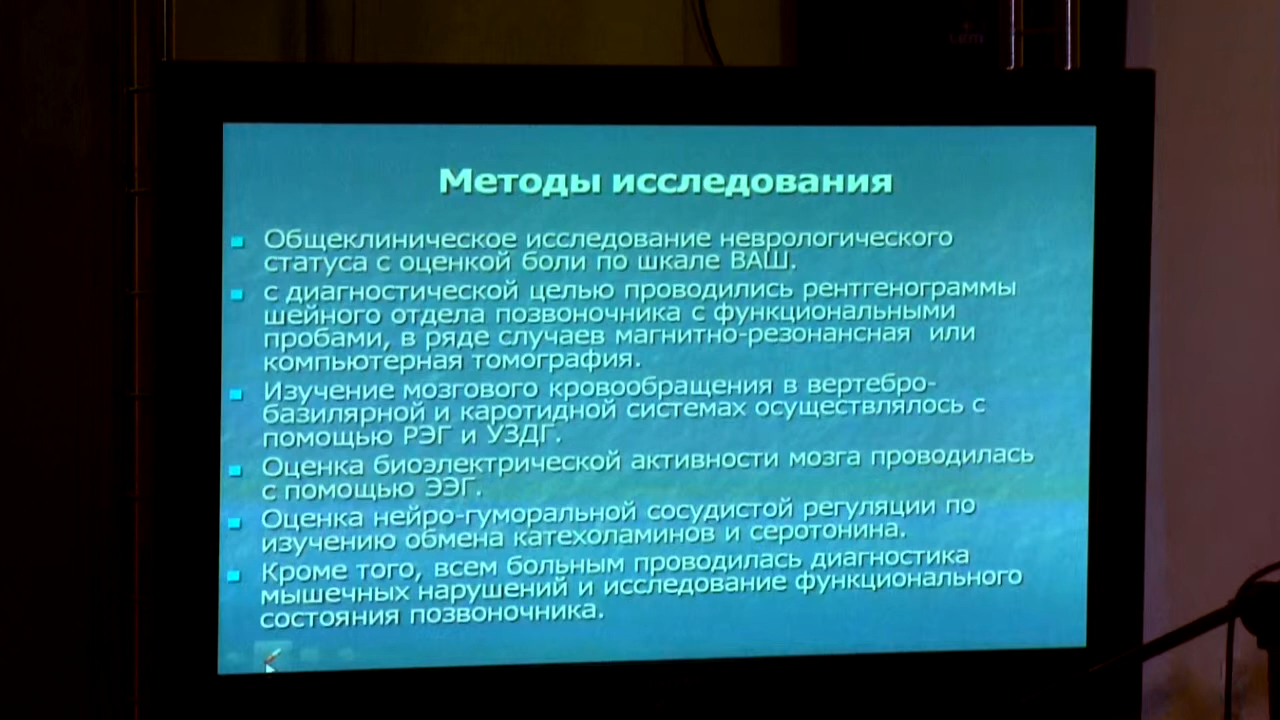 Методы исследования
Общеклиническое исследование неврологического
статуса с оценкой боли по шкале ВАШ.
с диагностической целью проводились рентгенограммы
шейного отдела позвоночника с функциональными
пробами, в ряде случаев магнитно-резонансная или
компьютерная томография.
Изучение мозгового кровообращения в вертебро-
базилярной и каротидной системах осуществлялось с
помощью РЭГ и УЗДГ.
Оценка биоэлектрической активности мозга проводилась
с помощью ЭЭГ.
Оценка нейро-гуморальной сосудистой регуляции по
изучению обмена катехоламинов и серотонина.
Кроме того, всем больным проводилась диагностика
мышечных нарушений и исследование функционального
состояния позвоночника.